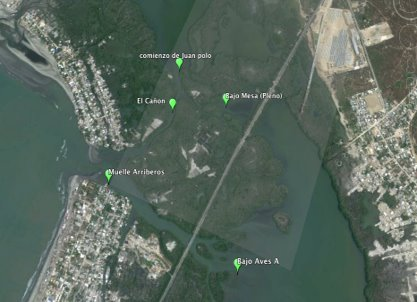 comienzo de Juan polo
El Cañon
Bajo Mesa (Pleno)
Muelle Arriberos
Bajo Aves A